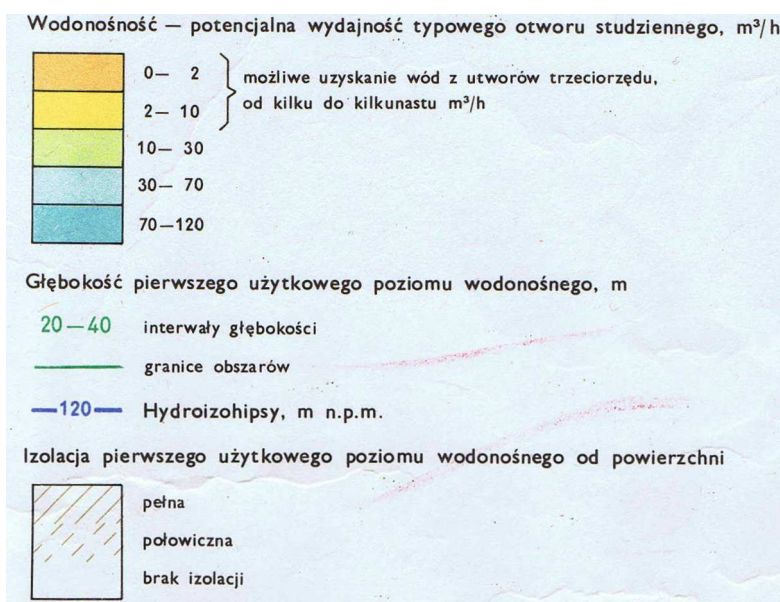 Wodonośność — potencjalna wydajność typowego otworu studziennego, m³/h
0— 2
możliwe uzyskanie wód z utworów trzeciorzędu,
2— 10
od kilku do kilkunastu m³/h
10— 30
30— 70
70—120
Głębokość pierwszego użytkowego poziomu wodonośnego, m
20—40 interwały głębokości
granice obszarów
—120— Hydroizohipsy, m n.p.m.
Izolacja pierwszego użytkowego poziomu wodonośnego od powierzchni
pełna
połowiczna
brak izolacji